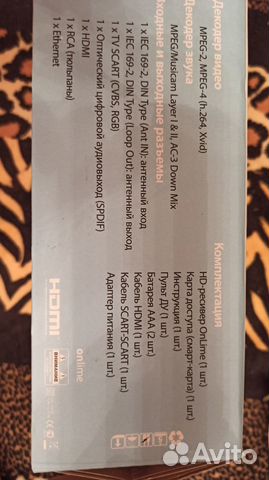 Декодер видео
MPEG-2, MPEG-4 (h.264, Xvid)
Декодер звука
MPEG/Musicam Layer I & II, AC-3 Down Mix
Входные и выходные разъемы
1 x IEC 169-2, DIN Type (Ant IN): антенный вход
1 x IEC 169-2, DIN Type (Loop Out): антенный выход
1 x TV SCART (CVBS, RGB)
1 x HDMI
1 x Оптический цифровой аудиовыход (SPDIF)
1 x RCA (тюльпаны)
1 x Ethernet
Комплектация
HD-ресивер OnLime (1 шт.)
Карта доступа (смарт-карта) (1 шт.)
Инструкция (1 шт.)
Пульт ДУ (1 шт.)
Батарея AAA (2 шт.)
Кабель HDMI (1 шт.)
Кабель SCART-SCART (1 шт.)
Адаптер питания (1 шт.)
HDMI
onlime
Avito